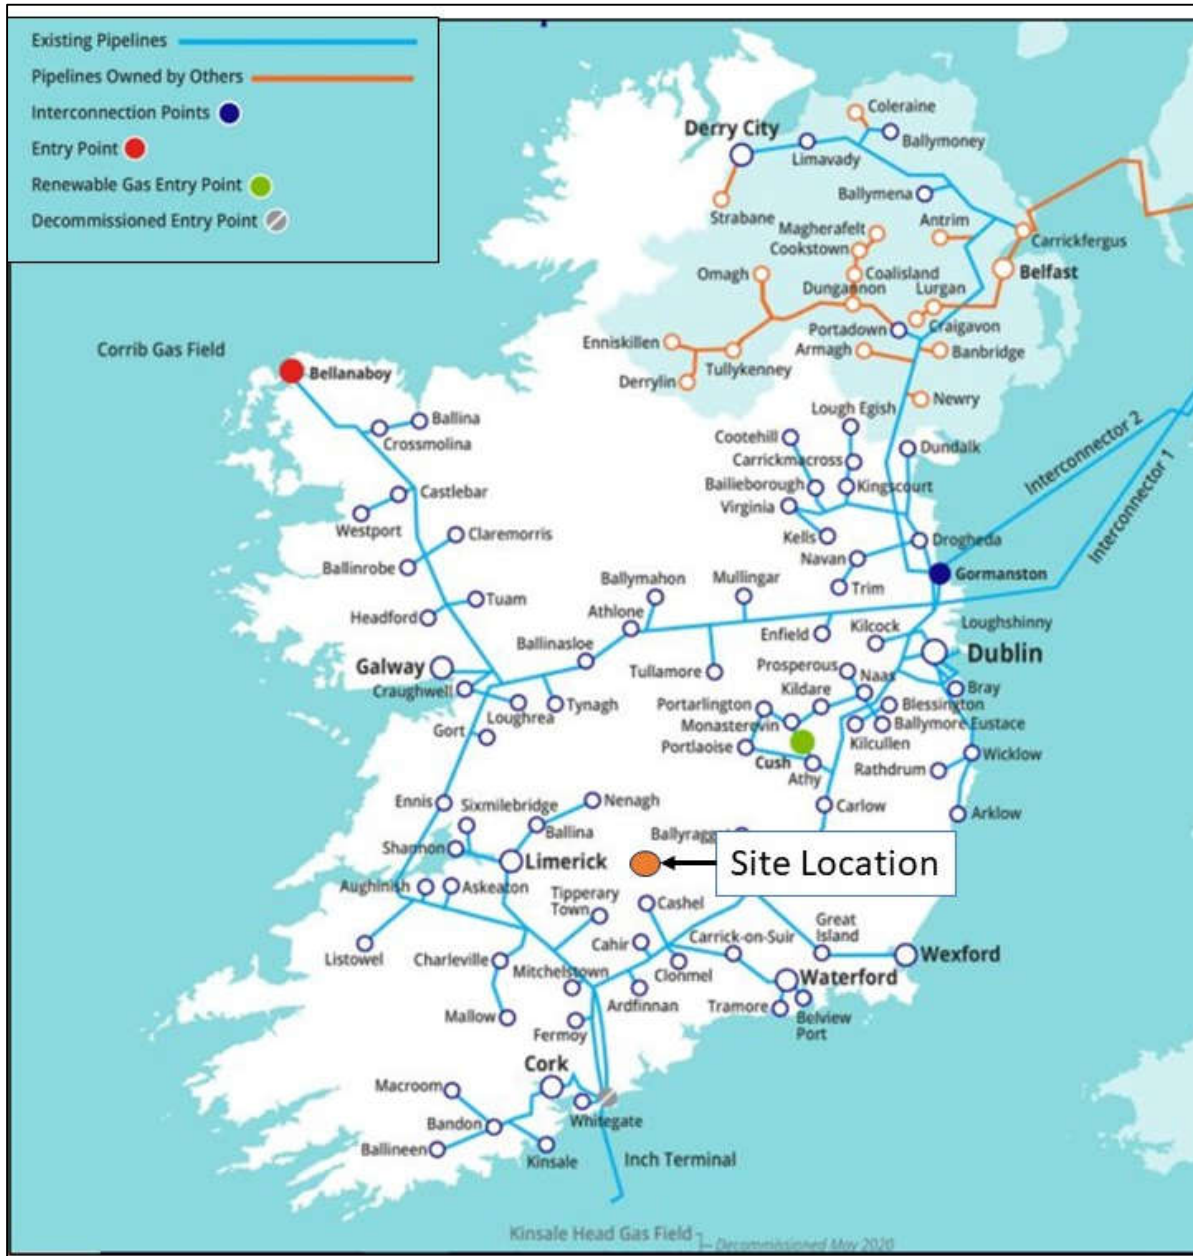 Existing Pipelines
Pipelines Owned by Others
Interconnection Points
Entry Point
Renewable Gas Entry Point
Decommissioned Entry Point
Coleraine
Derry City
Ballymoney
Limavady
Ballymena
Strabane
Antrim
Magherafelt
Carrickfergus
Cookstown
Omagh
Coalisland
Belfast
Dungannon
Lurgan
Portadown
Craigavon
Enniskillen
Armagh
Banbridge
Corrib Gas Field
Tullykenney
Bellanaboy
Derrylin
Newry
Lough Egish
Ballina
Crossmolina
Cootehill
Dundalk
Carrickmacross
Interconnector 2
Interconnector 1
Castlebar
Bailieborough
Kingscourt
Virginia
Westport
Claremorris
Kells
Drogheda
Navan
Ballinrobe
Gormanston
Ballymahon
Mullingar
Trim
Tuam
Headford
Athlone
Enfield
Kilcock
Loughshinny
Ballinasloe
Dublin
Galway
Tullamore
Prosperous
Naas
Craughwell
Kildare
Bray
Loughrea
Tynagh
Portarlington
Blessington
Monasterevin
Ballymore Eustace
Gort
Portlaoise
Kilcullen
Wicklow
Cush
Athy
Rathdrum
Ennis
Sixmilebridge
Nenagh
Carlow
Arklow
Ballina
Shannon
Limerick
Site Location
Aughinish
Askeaton
Tipperary
Town
Cashel
Great
Island
Cahir
Carrick-on-Suir
Wexford
Listowel
Charleville
Mitchelstown
Clonmel
Waterford
Ardfinnan
Tramore
Belview
Port
Mallow
Fermoy
Cork
Macroom
Whitegate
Bandon
Ballineen
Kinsale
Inch Terminal
Kinsale Head Gas Field
Decommissioned May 2020